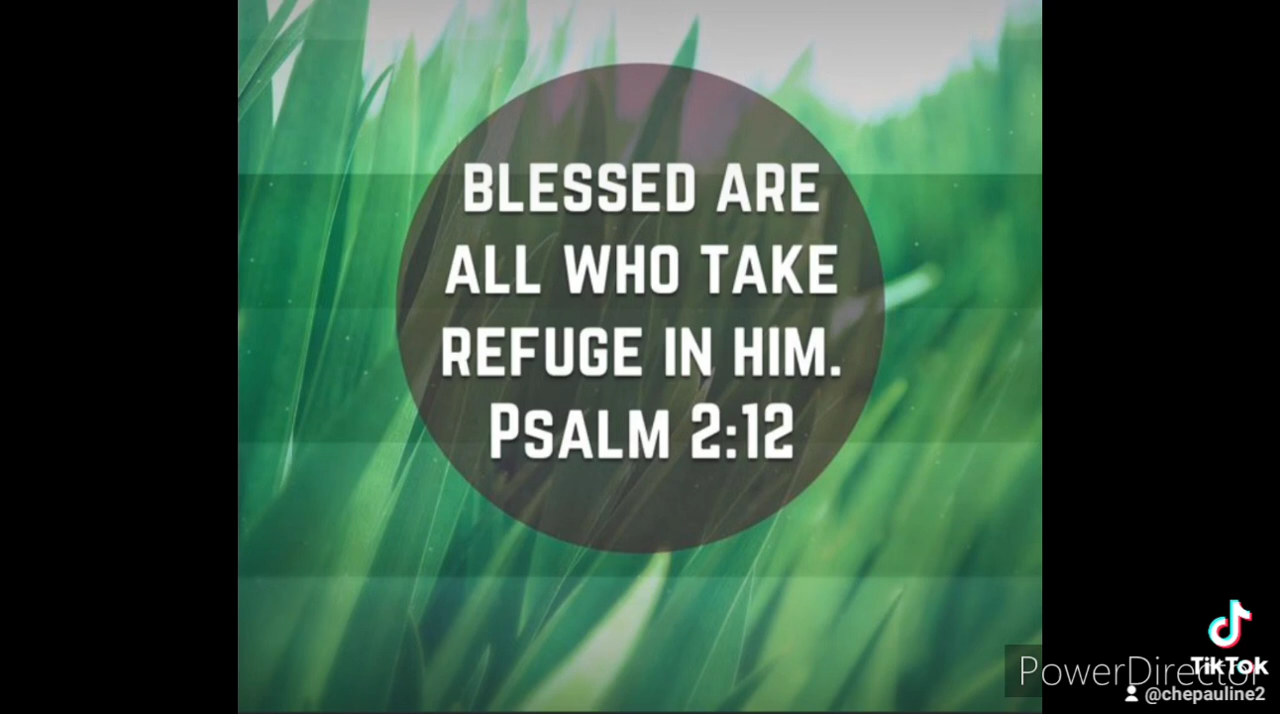 BLESSED ARE
ALL WHO TAKE
REFUGE IN HIM.
PSALM 2:12
PowerDirector
TikTok
@chepauline2